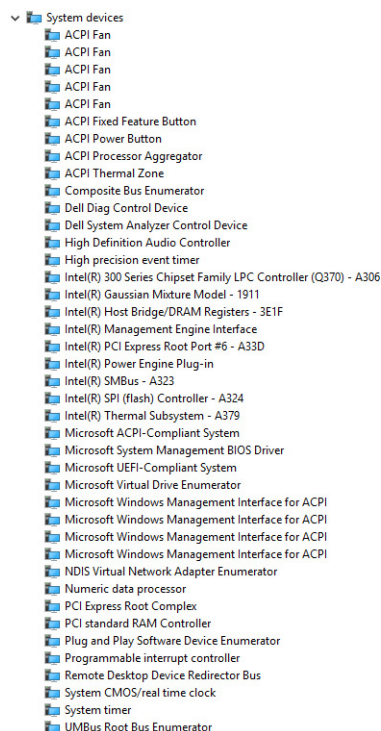 System devices
ACPI Fan
ACPI Fan
ACPI Fan
ACPI Fan
ACPI Fan
ACPI Fixed Feature Button
ACPI Power Button
ACPI Processor Aggregator
ACPI Thermal Zone
Composite Bus Enumerator
Dell Diag Control Device
Dell System Analyzer Control Device
High Definition Audio Controller
High precision event timer
Intel(R) 300 Series Chipset Family LPC Controller (Q370) - A306
Intel(R) Gaussian Mixture Model - 1911
Intel(R) Host Bridge/DRAM Registers - 3E1F
Intel(R) Management Engine Interface
Intel(R) PCI Express Root Port #6 - A33D
Intel(R) Power Engine Plug-in
Intel(R) SMBus - A323
Intel(R) SPI (flash) Controller - A324
Intel(R) Thermal Subsystem - A379
Microsoft ACPI-Compliant System
Microsoft System Management BIOS Driver
Microsoft UEFI-Compliant System
Microsoft Virtual Drive Enumerator
Microsoft Windows Management Interface for ACPI
Microsoft Windows Management Interface for ACPI
Microsoft Windows Management Interface for ACPI
Microsoft Windows Management Interface for ACPI
NDIS Virtual Network Adapter Enumerator
Numeric data processor
PCI Express Root Complex
PCI standard RAM Controller
Plug and Play Software Device Enumerator
Programmable interrupt controller
Remote Desktop Device Redirector Bus
System CMOS/real time clock
System timer
UMBus Root Bus Enumerator